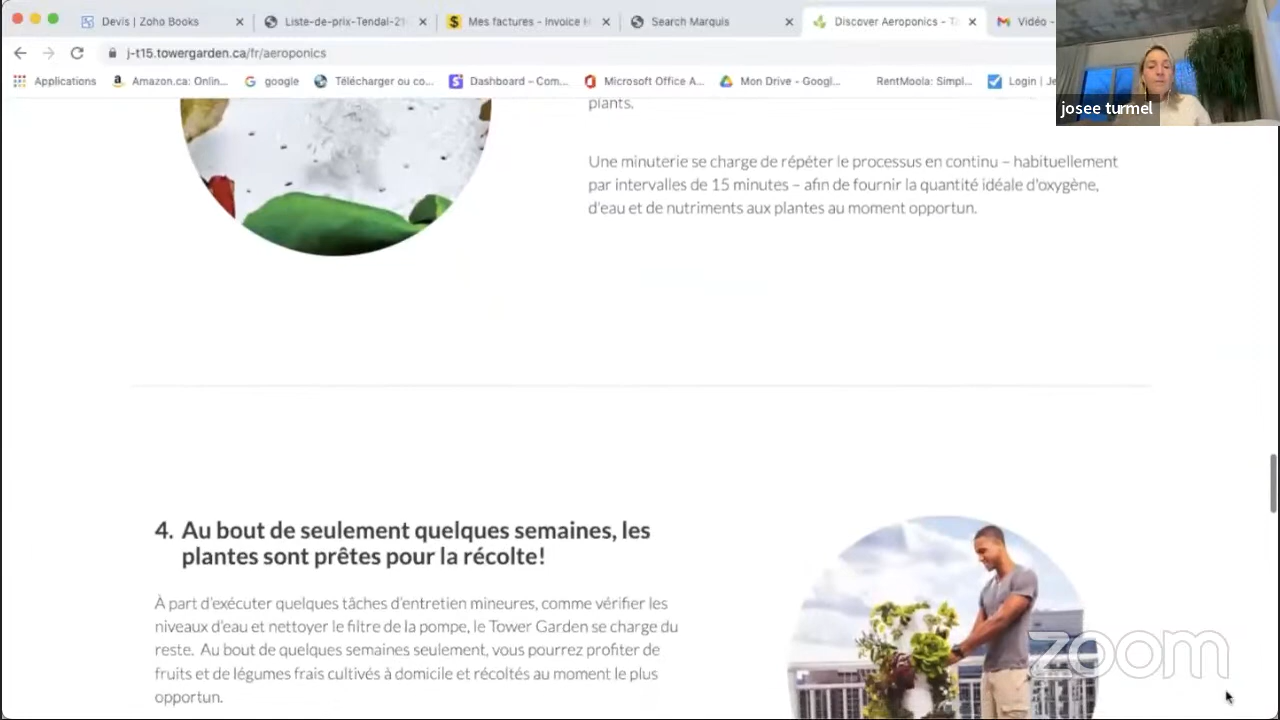 Devis | Zoho Books
Liste-de-prix-Tendal-21
Mes factures - Invoice H
Search Marquis
Discover Aeroponics - T
Vidéo -
j-t15.towergarden.ca/fr/aeroponics
Applications
Amazon.ca: Onlin...
google
Télécharger ou co...
Dashboard – Com...
Microsoft Office A...
Mon Drive - Googl...
RentMoola: Simpl...
Login | Je
josee turmel
plants.
Une minuterie se charge de répéter le processus en continu – habituellement
par intervalles de 15 minutes – afin de fournir la quantité idéale d'oxygène,
d'eau et de nutriments aux plantes au moment opportun.
4. Au bout de seulement quelques semaines, les
plantes sont prêtes pour la récolte!
À part d'exécuter quelques tâches d'entretien mineures, comme vérifier les
niveaux d'eau et nettoyer le filtre de la pompe, le Tower Garden se charge du
reste. Au bout de quelques semaines seulement, vous pourrez profiter de
fruits et de légumes frais cultivés à domicile et récoltés au moment le plus
opportun.
zoom